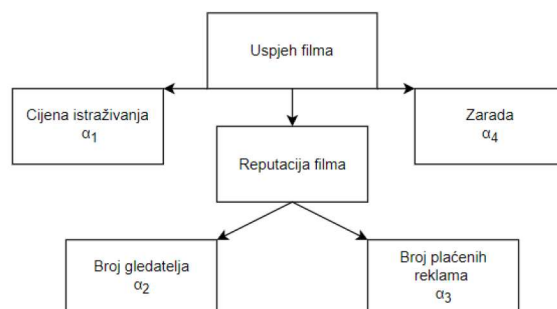 Uspjeh filma
Cijena istraživanja
α1
Zarada
α4
Reputacija filma
Broj gledatelja
α2
Broj plaćenih
reklama
α3